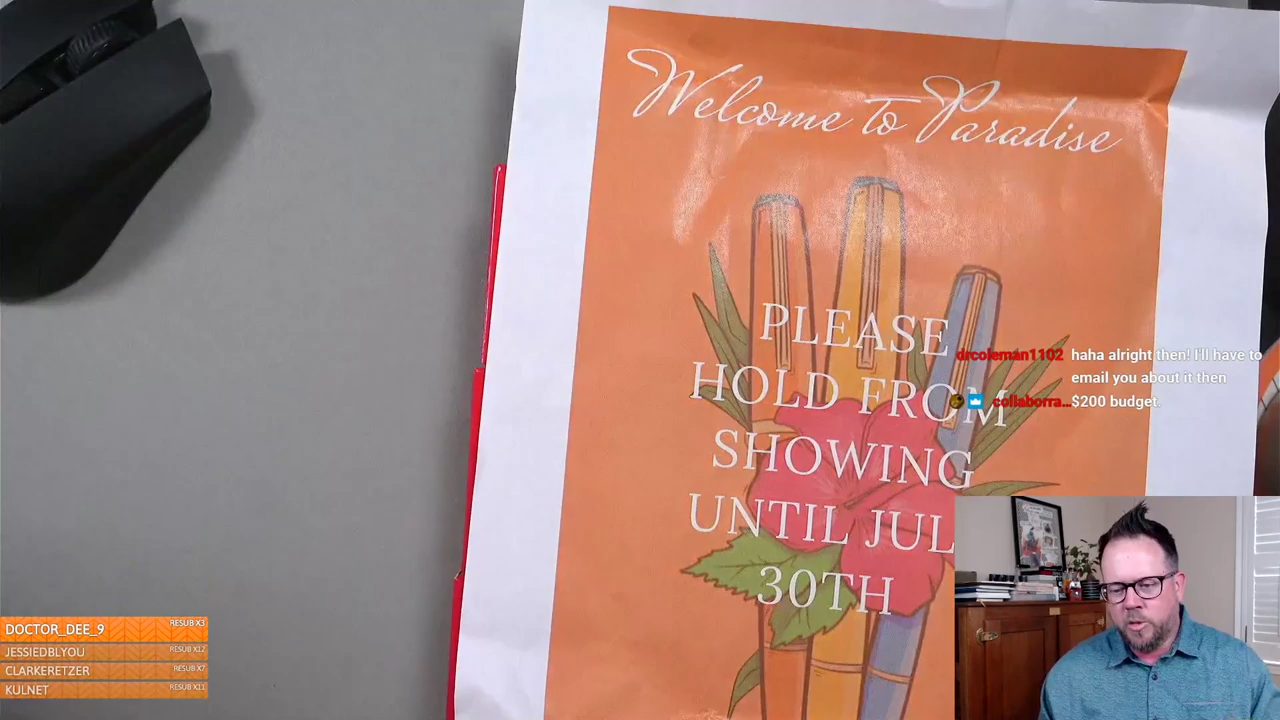 Welcome to Paradise
PLEASE
HOLD FROM
SHOWING
UNTIL JUL
30TH
drcoleman1102 haha alright then! I'll have to
email you about it then
collaborra... $200 budget.
DOCTOR_DEE_9 RESUB X3
JESSIEDBLYOU RESUB X12
CLARKERETZER RESUB X7
KULNET RESUB X11